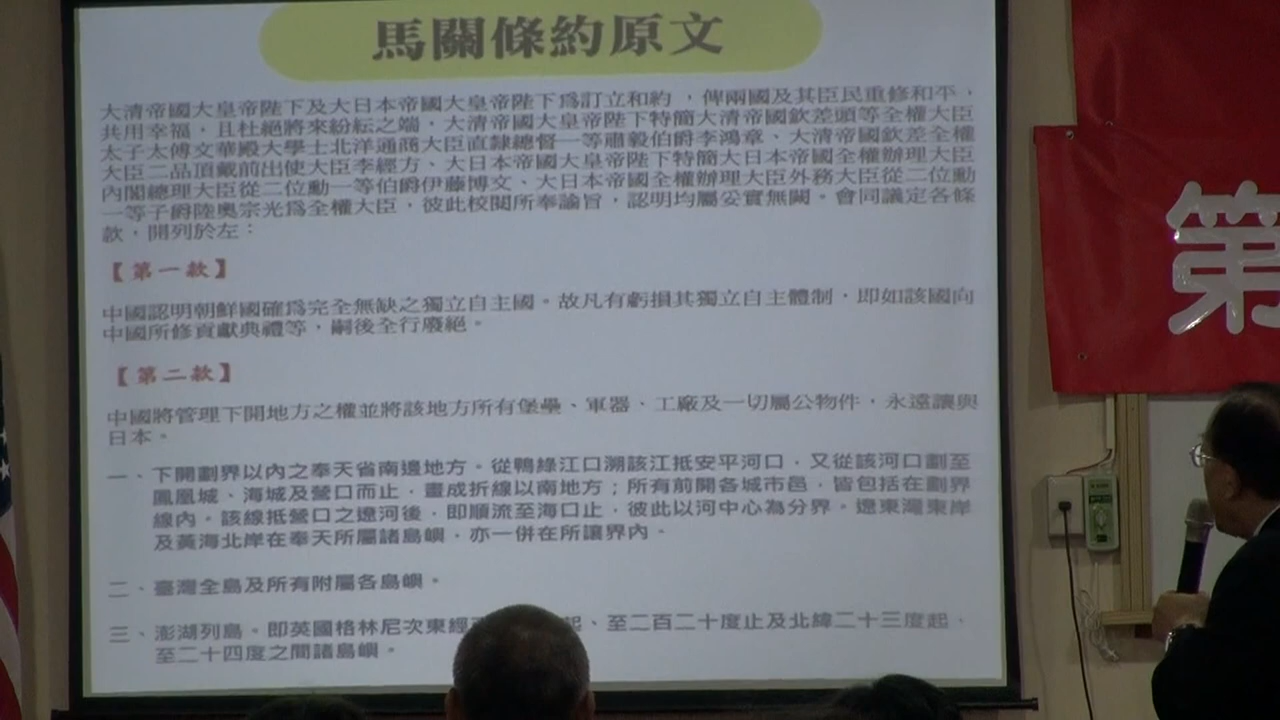 馬關條約原文
大清帝國大皇帝陛下及大日本帝國大皇帝陛下爲訂立和約，俾兩國及其臣民重修和平、
共用幸福，且杜絕將來紛紜之端，大清帝國大皇帝陛下特簡大清帝國欽差頭等全權大臣
太子太傅文華殿大學士北洋通商大臣直隸總督一等肅毅伯爵李鴻章、大清帝國欽差全權
大臣二品頂戴前出使大臣李經方、大日本帝國大皇帝陛下特簡大日本帝國全權辦理大臣
內閣總理大臣從二位勳一等伯爵伊藤博文、大日本帝國全權辦理大臣外務大臣從二位勳
一等子爵陸奧宗光爲全權大臣，彼此校閱所奉諭旨，認明均屬妥實無闕。會同議定各條
款，開列於左：
【第一款】
中國認明朝鮮國確爲完全無缺之獨立自主國。故凡有虧損其獨立自主體制，即如該國向
中國所修貢獻典禮等，嗣後全行廢絕。
【第二款】
中國將管理下開地方之權並將該地方所有堡壘、軍器、工廠及一切屬公物件，永遠讓與
日本。
一、下開劃界以內之奉天省南邊地方。從鴨綠江口溯該江抵安平河口，又從該河口劃至
鳳凰城、海城及營口而止，畫成折線以南地方；所有前開各城市邑，皆包括在劃界
線內。該線抵營口之遼河後，即順流至海口止，彼此以河中心為分界。遼東灣東岸
及黃海北岸在奉天所屬諸島嶼，亦一併在所讓界內。
二、臺灣全島及所有附屬各島嶼。
三、澎湖列島。即英國格林尼次東經 起、至二百二十度止及北緯二十三度起、
至二十四度之間諸島嶼。
第